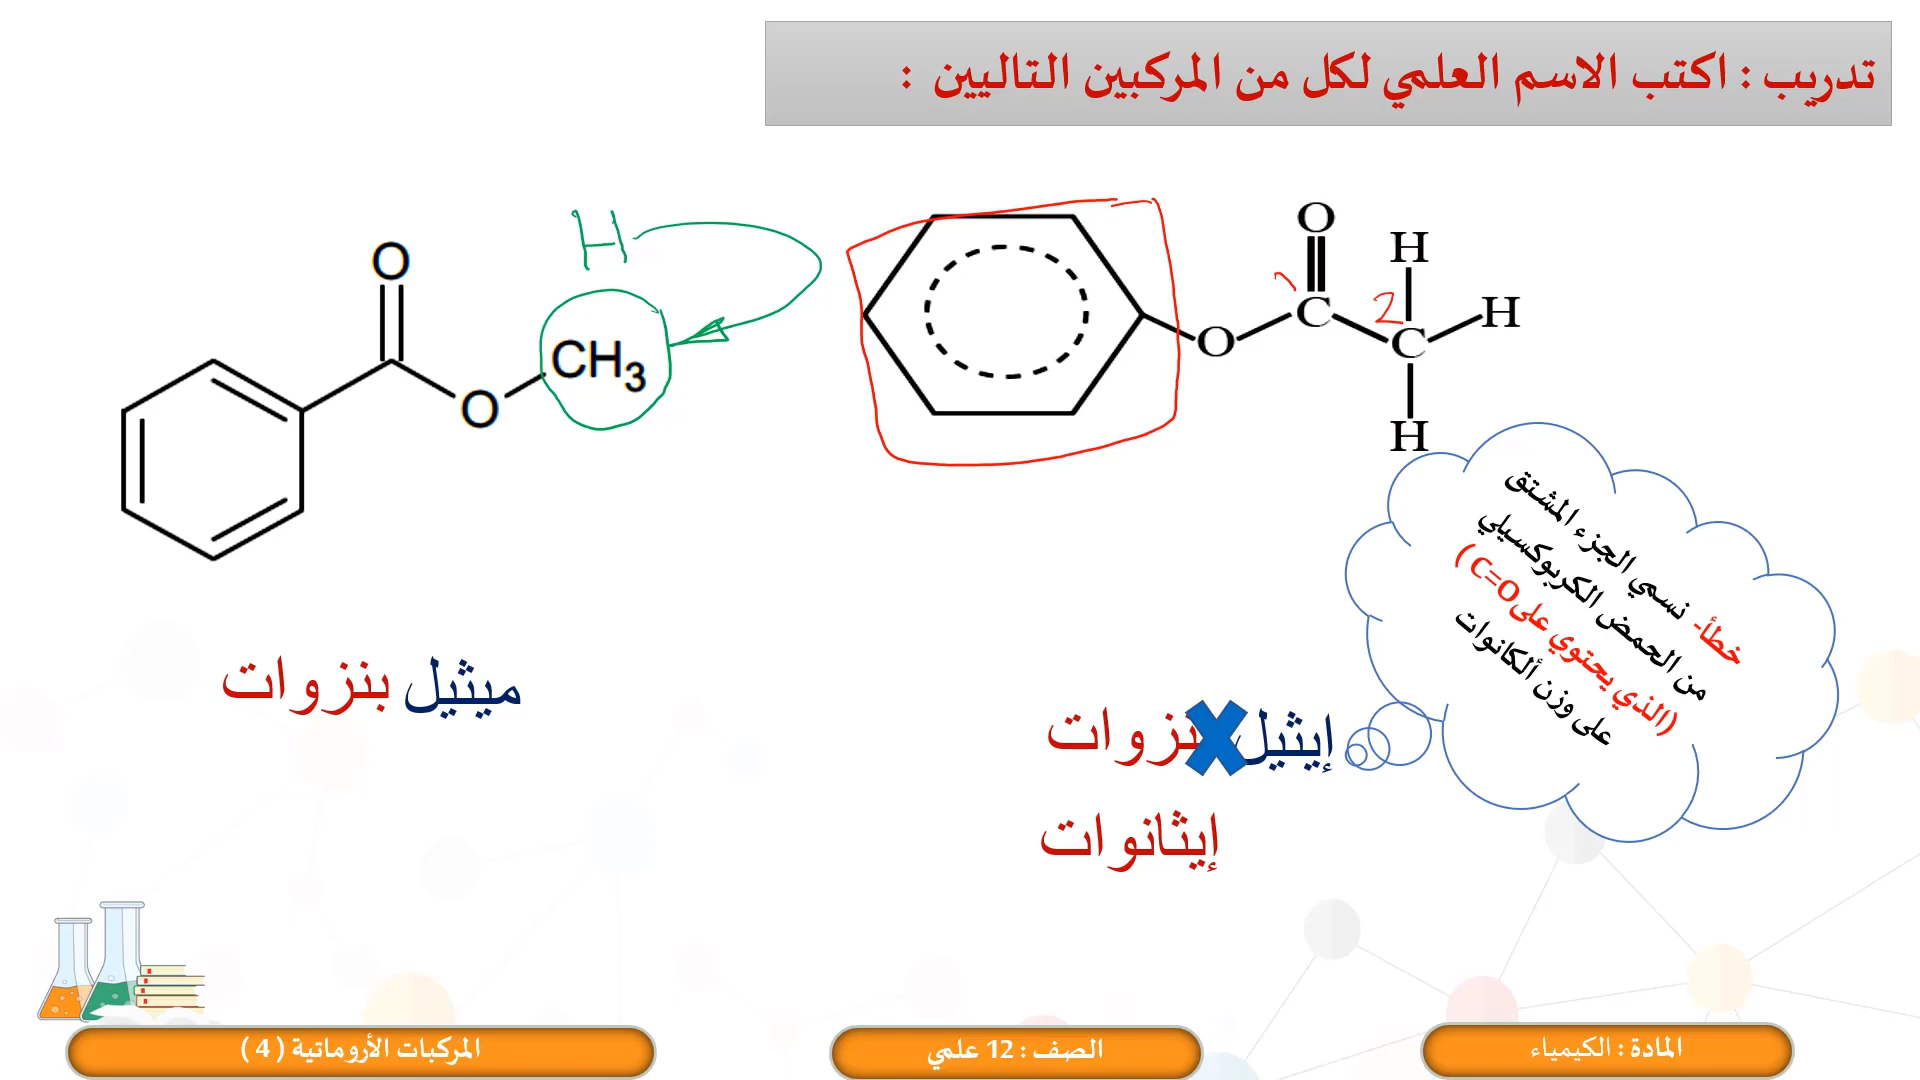 تدريب : اكتب الاسم العلمي لكل من المركبين التاليين :
H
O
O
CH3
O
O
1
C
2
H
H
C
H
خطأ- نسمي الجزء المشتق
من الحمض الكربوكسيلي
(الذي يحتوي على C=O)
على وزن ألكانوات
ميثيل بنزوات
إيثيل نزوات
إيثانوات
المادة : الكيمياء
الصف : 12 علمي
المركبات الأروماتية ( 4 )